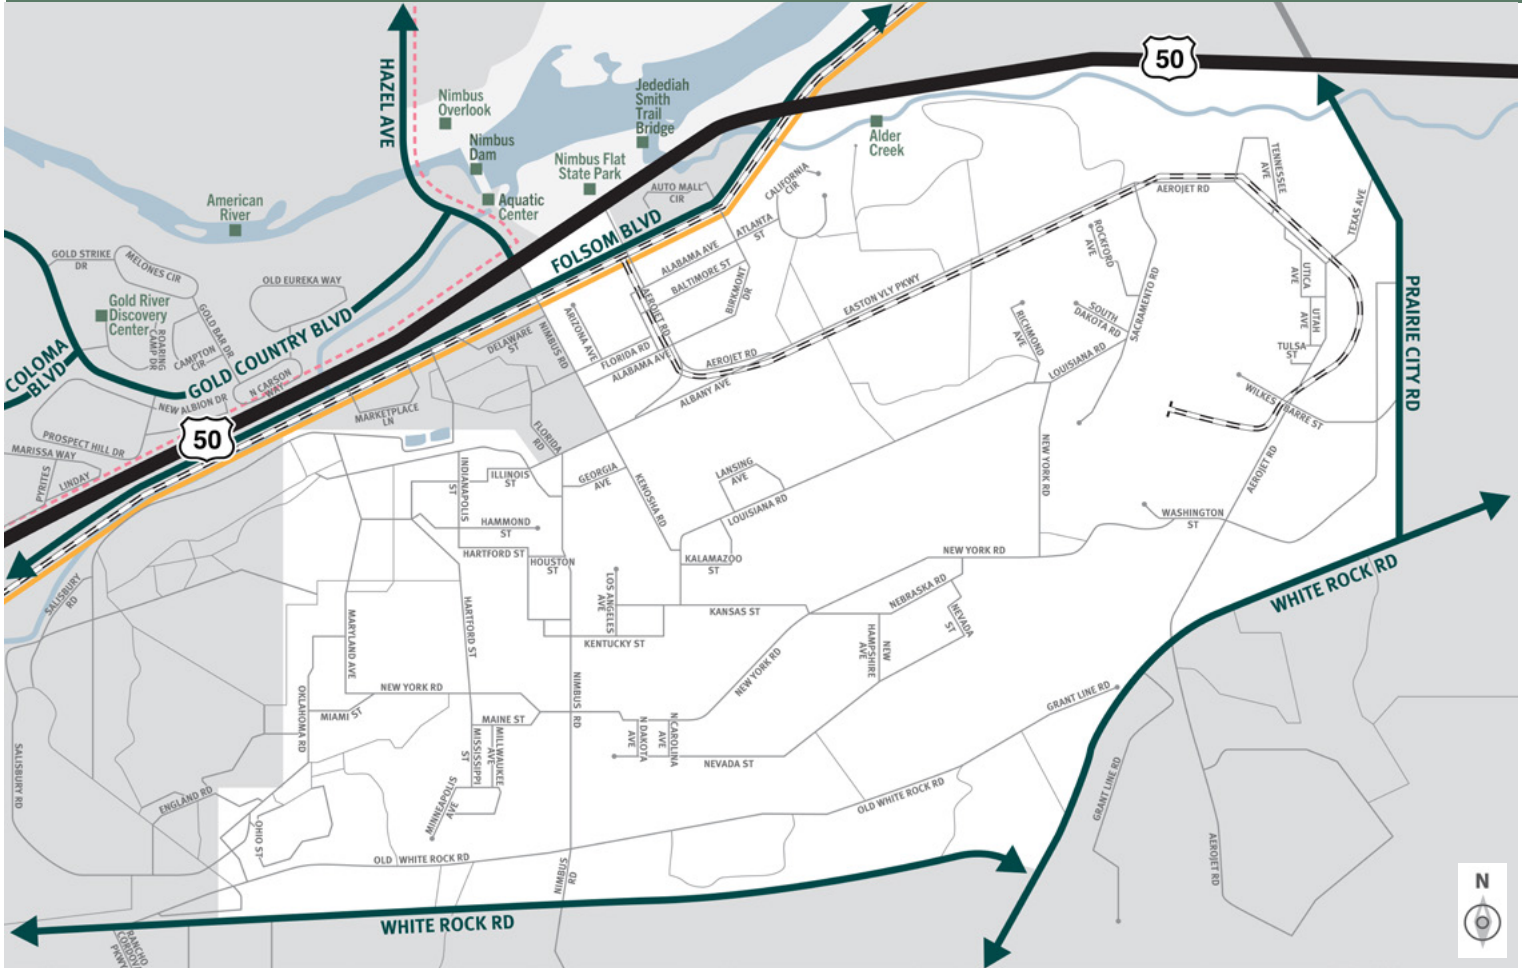 50
HAZEL AVE
Nimbus
Overlook
Jedediah
Smith
Trail
Bridge
Nimbus
Dam
Nimbus Flat
State Park
Alder
Creek
Aquatic
Center
American
River
AUTO MALL
CIR
CALIFORNIA
CIR
TENNESSEE
AVE
AEROJET RD
TEXAS AVE
FOLSOM BLVD
ATLANTA
ST
ALABAMA AVE
BALTIMORE ST
BIRKMONT
DR
ROCKFORD
AVE
GOLD STRIKE
DR
MELONES CIR
OLD EUREKA WAY
Gold River
Discovery
Center
ROARING
CAMP DR
GOLD BAR DR
CAMPTON
CIR
GOLD COUNTRY BLVD
COLOMA
BLVD
N CARSON
WAY
NEW ALBION DR
50
PROSPECT HILL DR
MARISSA WAY
PYRITES
LINDAY
MARKETPLACE
LN
DELAWARE
ST
NIMBUS RD
ARIZONA AVE
AEROJET RD
FLORIDA RD
ALABAMA AVE
AEROJET RD
ALBANY AVE
EASTON VLY PKWY
RICHMOND
AVE
SOUTH
DAKOTA RD
SACRAMENTO RD
LOUISIANA RD
UTICA
AVE
UTAH
AVE
TULSA
ST
WILKES BARRE ST
PRAIRIE CITY RD
FLORIDA
RD
INDIANAPOLIS
ST
ILLINOIS
ST
GEORGIA
AVE
KENOSHA RD
LANSING
AVE
LOUISIANA RD
NEW YORK RD
AEROJET RD
WASHINGTON
ST
HAMMOND
ST
HARTFORD ST
HOUSTON
ST
KALAMAZOO
ST
NEW YORK RD
WHITE ROCK RD
SALISBURY
RD
LOS ANGELES
AVE
KANSAS ST
NEBRASKA RD
NEVADA
ST
MARYLAND AVE
HARTFORD ST
KENTUCKY ST
NEW
HAMPSHIRE
AVE
NEW YORK RD
NEW YORK RD
MIAMI ST
OKLAHOMA RD
NIMBUS RD
MAINE ST
MISSISSIPPI
ST
MILLWAUKEE
AVE
N DAKOTA
AVE
N CAROLINA
AVE
NEVADA ST
GRANT LINE RD
SALISBURY RD
ENGLAND RD
MINNEAPOLIS
AVE
OLD WHITE ROCK RD
GRANT LINE RD
AEROJET RD
OHIO ST
OLD WHITE ROCK RD
NIMBUS
RD
WHITE ROCK RD
RANCHO
CORDOVA
PKWY
N